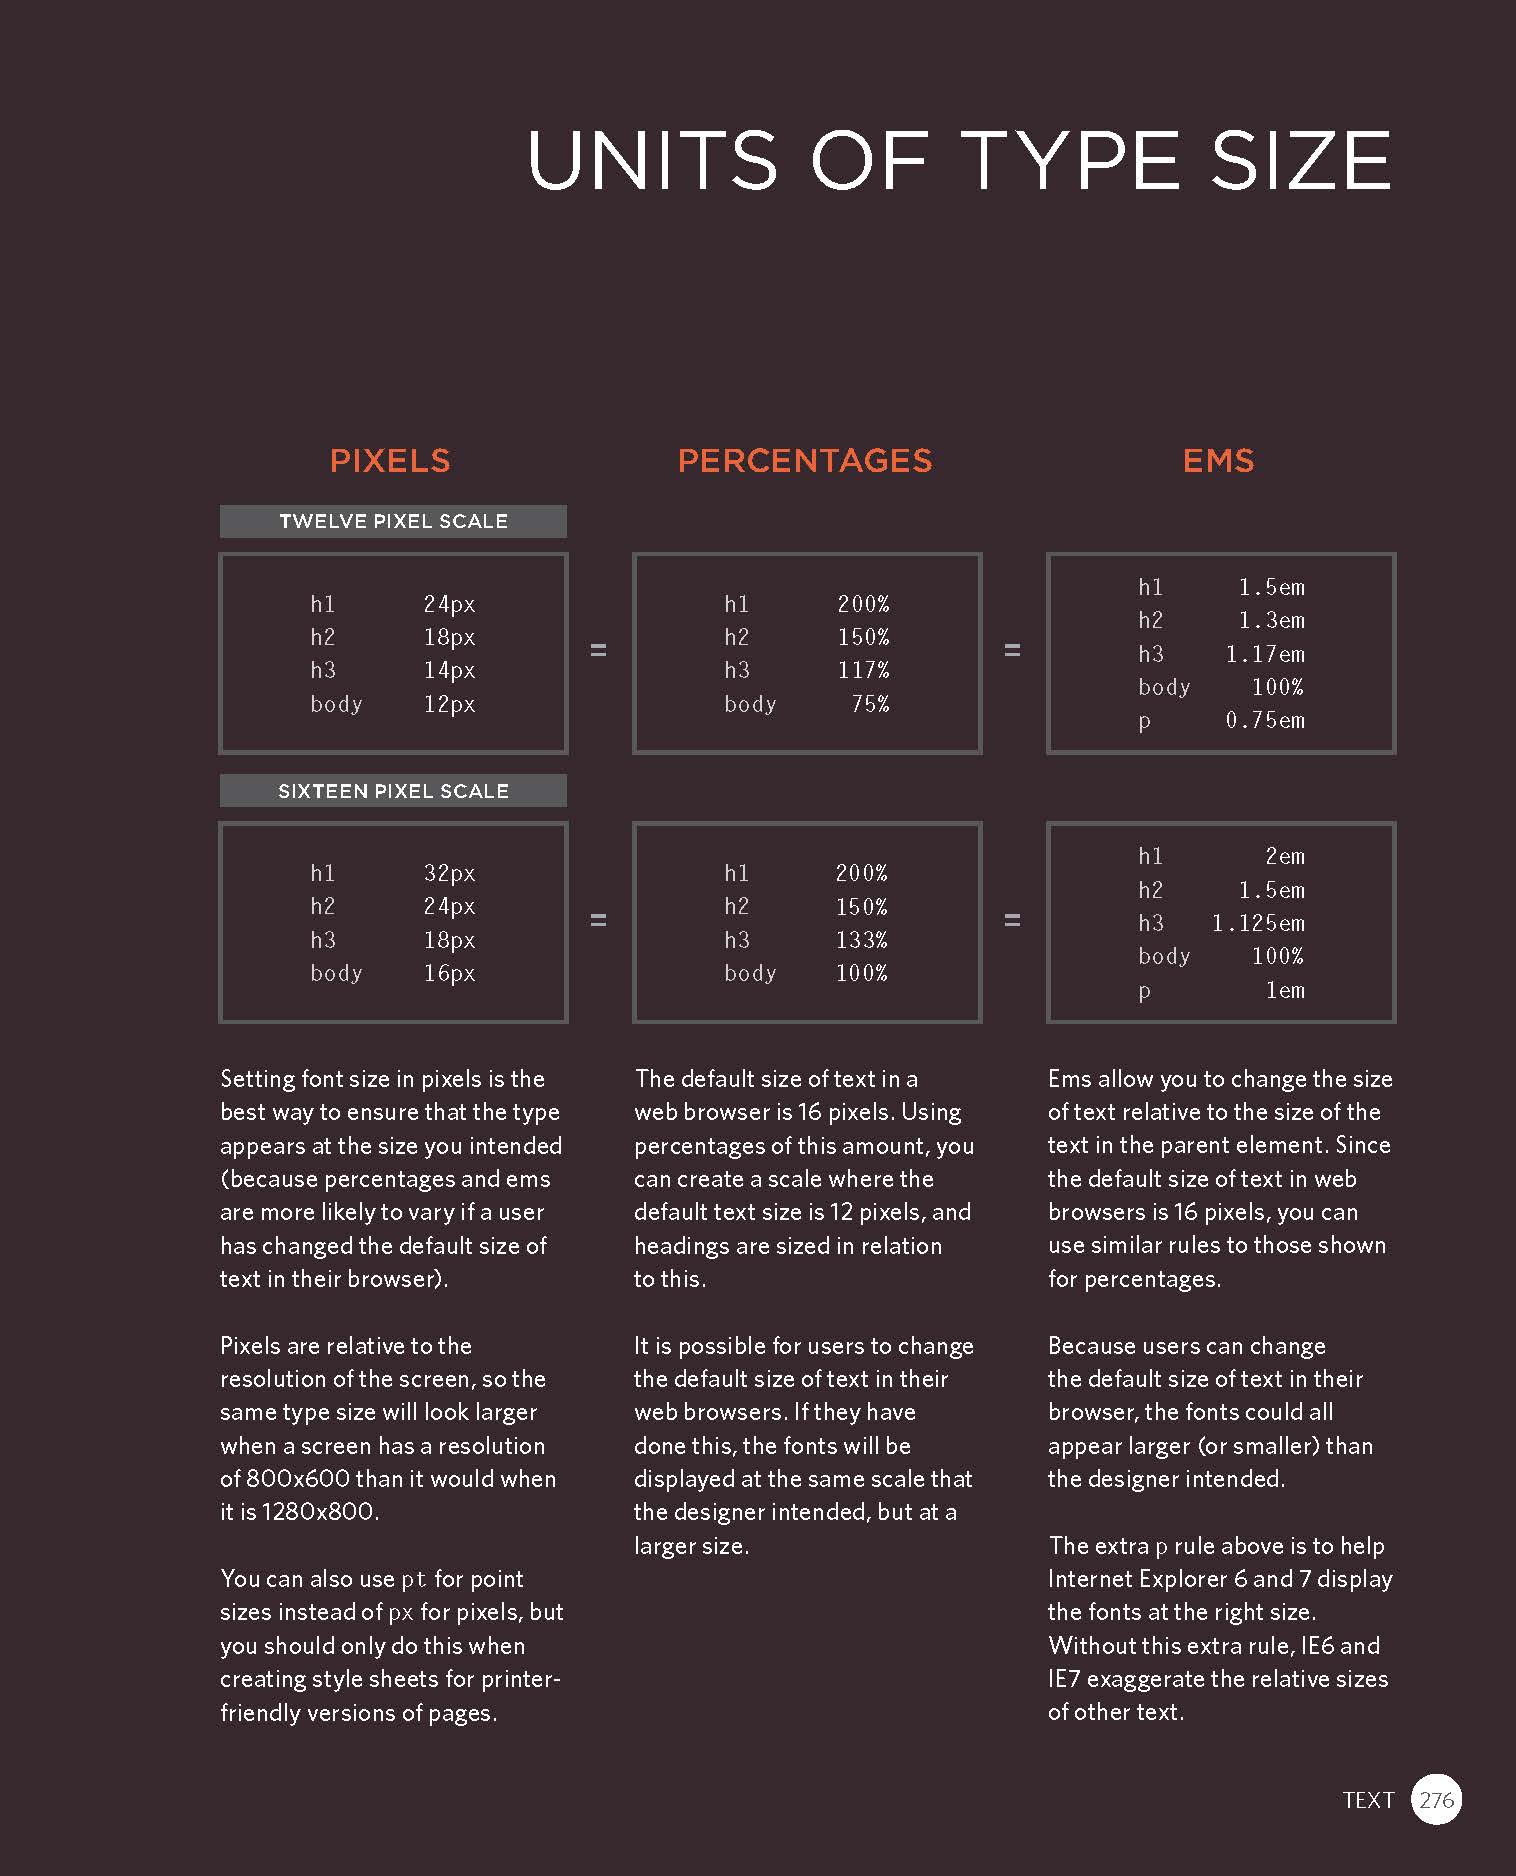 UNITS OF TYPE SIZE
PIXELS
TWELVE PIXEL SCALE
h1 24px
h2 18px
h3 14px
body 12px
=
SIXTEEN PIXEL SCALE
h1 32px
h2 24px
h3 18px
body 16px
=
Setting font size in pixels is the
best way to ensure that the type
appears at the size you intended
(because percentages and ems
are more likely to vary if a user
has changed the default size of
text in their browser).
Pixels are relative to the
resolution of the screen, so the
same type size will look larger
when a screen has a resolution
of 800x600 than it would when
it is 1280x800.
You can also use pt for point
sizes instead of px for pixels, but
you should only do this when
creating style sheets for printer-
friendly versions of pages.
PERCENTAGES
h1 200%
h2 150%
h3 117%
body 75%
=
h1 200%
h2 150%
h3 133%
body 100%
=
The default size of text in a
web browser is 16 pixels. Using
percentages of this amount, you
can create a scale where the
default text size is 12 pixels, and
headings are sized in relation
to this.
It is possible for users to change
the default size of text in their
web browsers. If they have
done this, the fonts will be
displayed at the same scale that
the designer intended, but at a
larger size.
EMS
h1 1.5em
h2 1.3em
h3 1.17em
body 100%
p 0.75em
h1 2em
h2 1.5em
h3 1.125em
body 100%
p 1em
Ems allow you to change the size
of text relative to the size of the
text in the parent element. Since
the default size of text in web
browsers is 16 pixels, you can
use similar rules to those shown
for percentages.
Because users can change
the default size of text in their
browser, the fonts could all
appear larger (or smaller) than
the designer intended.
The extra p rule above is to help
Internet Explorer 6 and 7 display
the fonts at the right size.
Without this extra rule, IE6 and
IE7 exaggerate the relative sizes
of other text.
TEXT 276